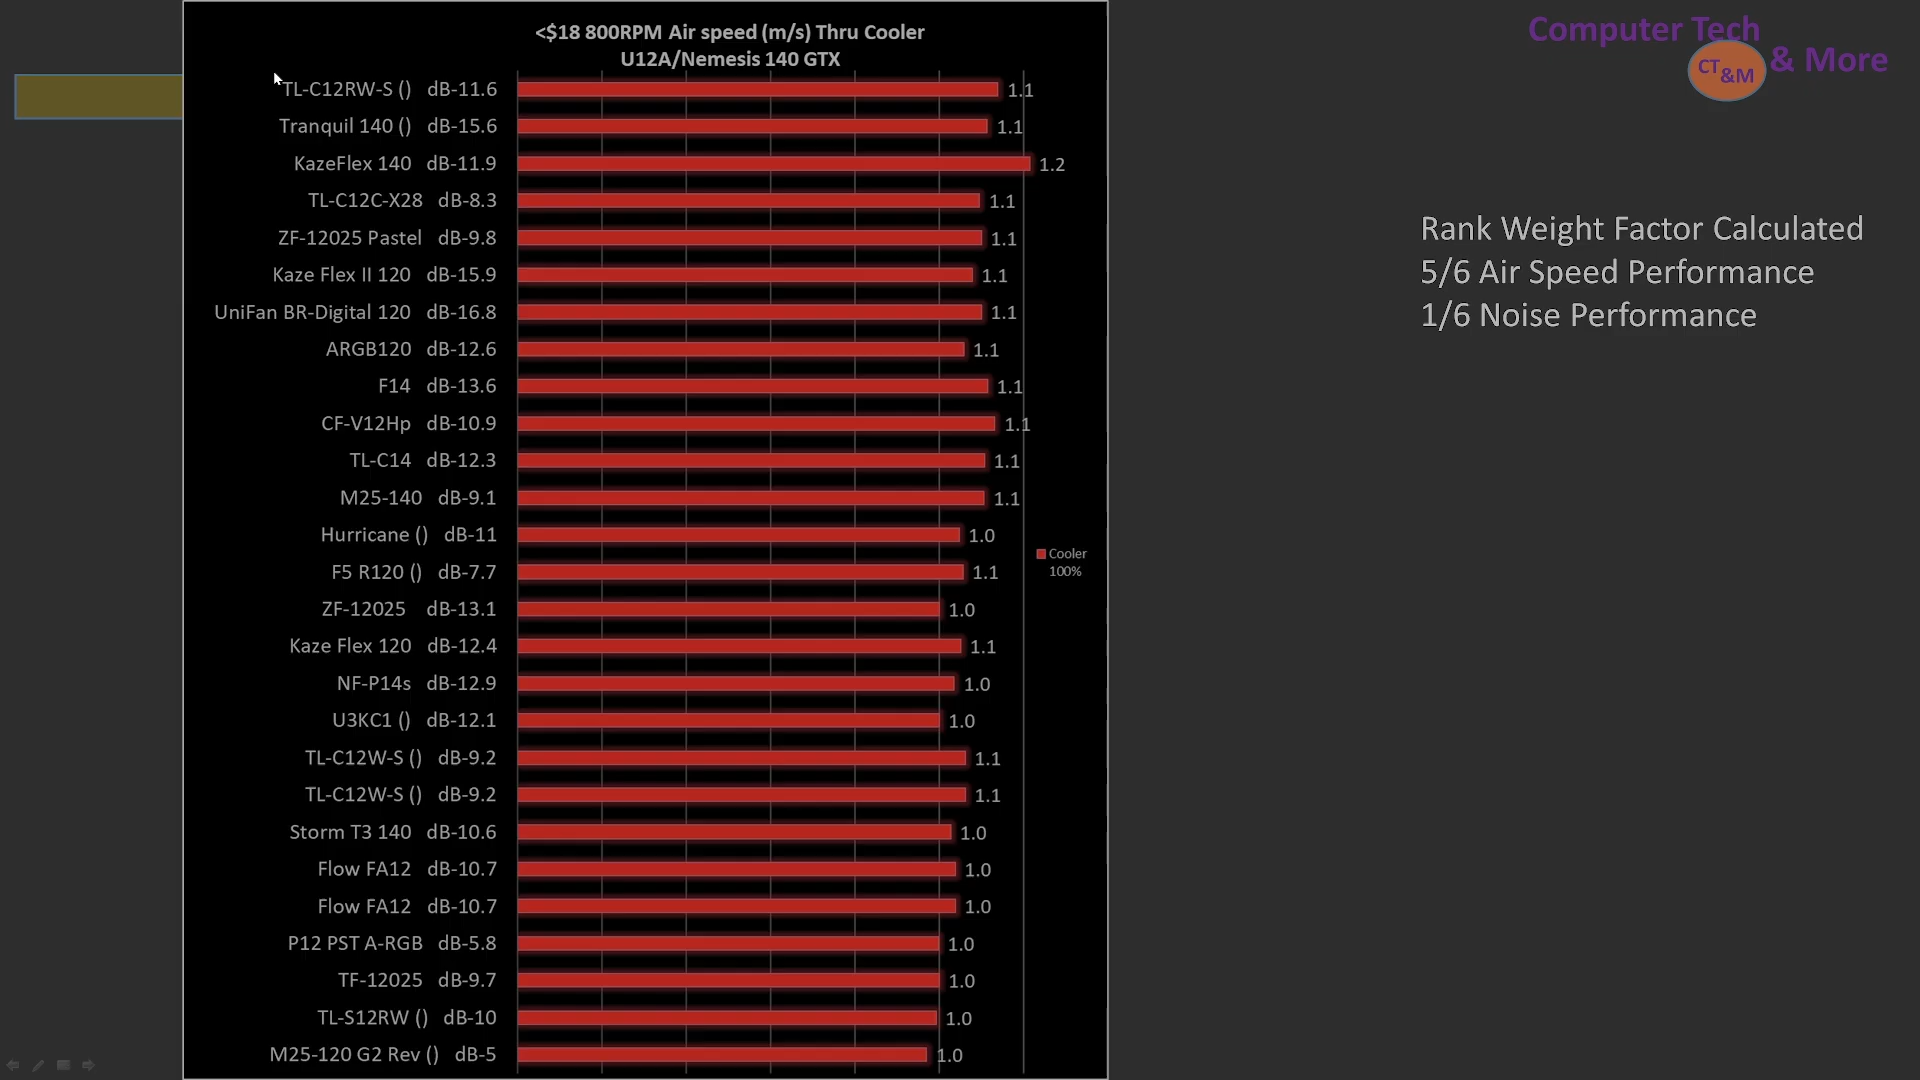 <$18 800RPM Air speed (m/s) Thru Cooler
U12A/Nemesis 140 GTX
TL-C12RW-S () dB-11.6 1.1
Tranquil 140 () dB-15.6 1.1
KazeFlex 140 dB-11.9 1.2
TL-C12C-X28 dB-8.3 1.1
ZF-12025 Pastel dB-9.8 1.1
Kaze Flex II 120 dB-15.9 1.1
UniFan BR-Digital 120 dB-16.8 1.1
ARGB120 dB-12.6 1.1
F14 dB-13.6 1.1
CF-V12Hp dB-10.9 1.1
TL-C14 dB-12.3 1.1
M25-140 dB-9.1 1.1
Hurricane () dB-11 1.0
F5 R120 () dB-7.7 1.1
ZF-12025 dB-13.1 1.0
Kaze Flex 120 dB-12.4 1.1
NF-P14s dB-12.9 1.0
U3KC1 () dB-12.1 1.0
TL-C12W-S () dB-9.2 1.1
TL-C12W-S () dB-9.2 1.1
Storm T3 140 dB-10.6 1.0
Flow FA12 dB-10.7 1.0
Flow FA12 dB-10.7 1.0
P12 PST A-RGB dB-5.8 1.0
TF-12025 dB-9.7 1.0
TL-S12RW () dB-10 1.0
M25-120 G2 Rev () dB-5 1.0
Cooler
100%
Computer Tech
& More
CT
&M
Rank Weight Factor Calculated
5/6 Air Speed Performance
1/6 Noise Performance